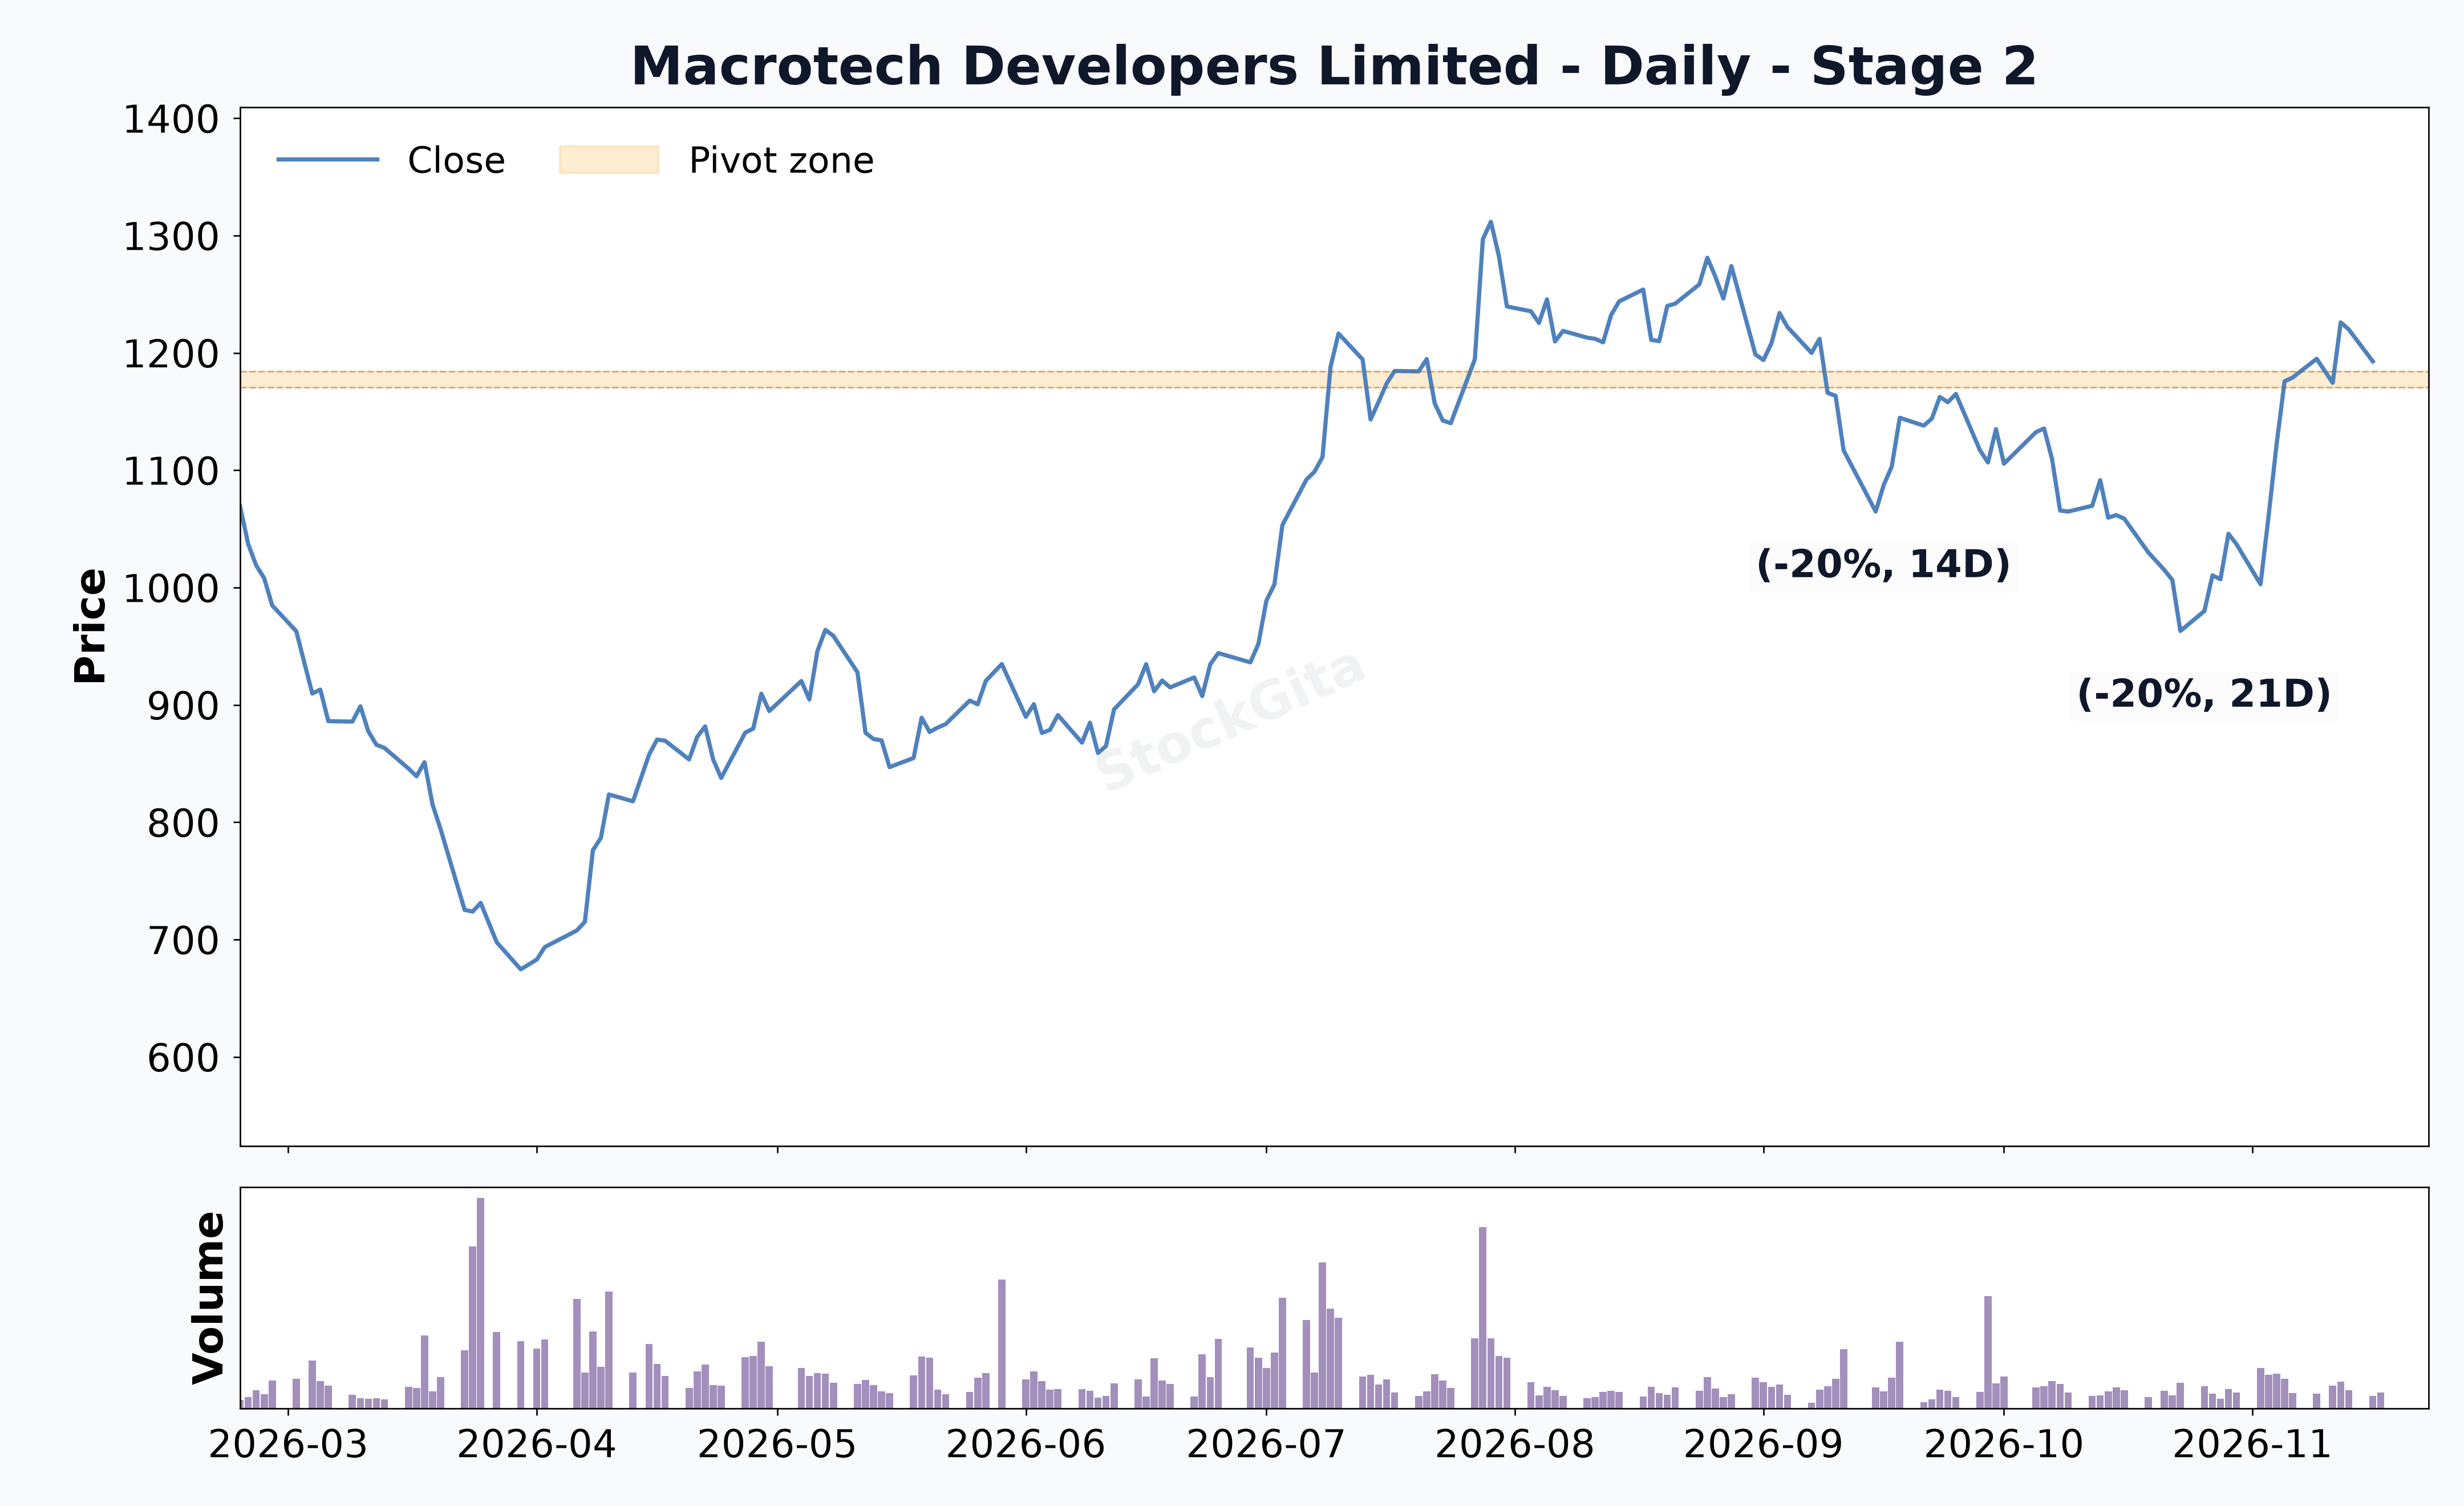 Macrotech Developers Limited - Daily - Stage 2
Close
Pivot zone
Price
1400
1300
1200
1100
1000
900
800
700
600
(-20%, 14D)
(-20%, 21D)
StockGita
Volume
2026-03
2026-04
2026-05
2026-06
2026-07
2026-08
2026-09
2026-10
2026-11